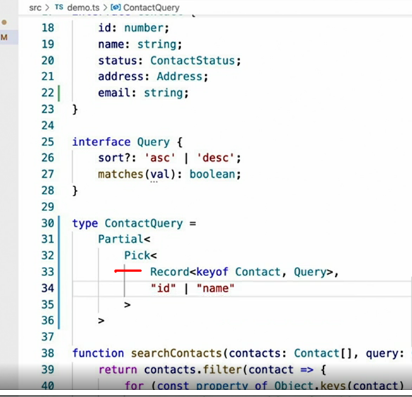 src > TS demo.ts > ContactQuery
M
18 id: number;
19 name: string;
20 status: ContactStatus;
21 address: Address;
22 email: string;
23 }
24
25 interface Query {
26 sort?: 'asc' | 'desc';
27 matches(val): boolean;
28 }
29
30 type ContactQuery =
31 Partial<
32 Pick<
33 Record<keyof Contact, Query>,
34 "id" | "name"
35 >
36 >
37
38 function searchContacts(contacts: Contact[], query:
39 return contacts.filter(contact => {
40 for (const property of Object.keys(contact)